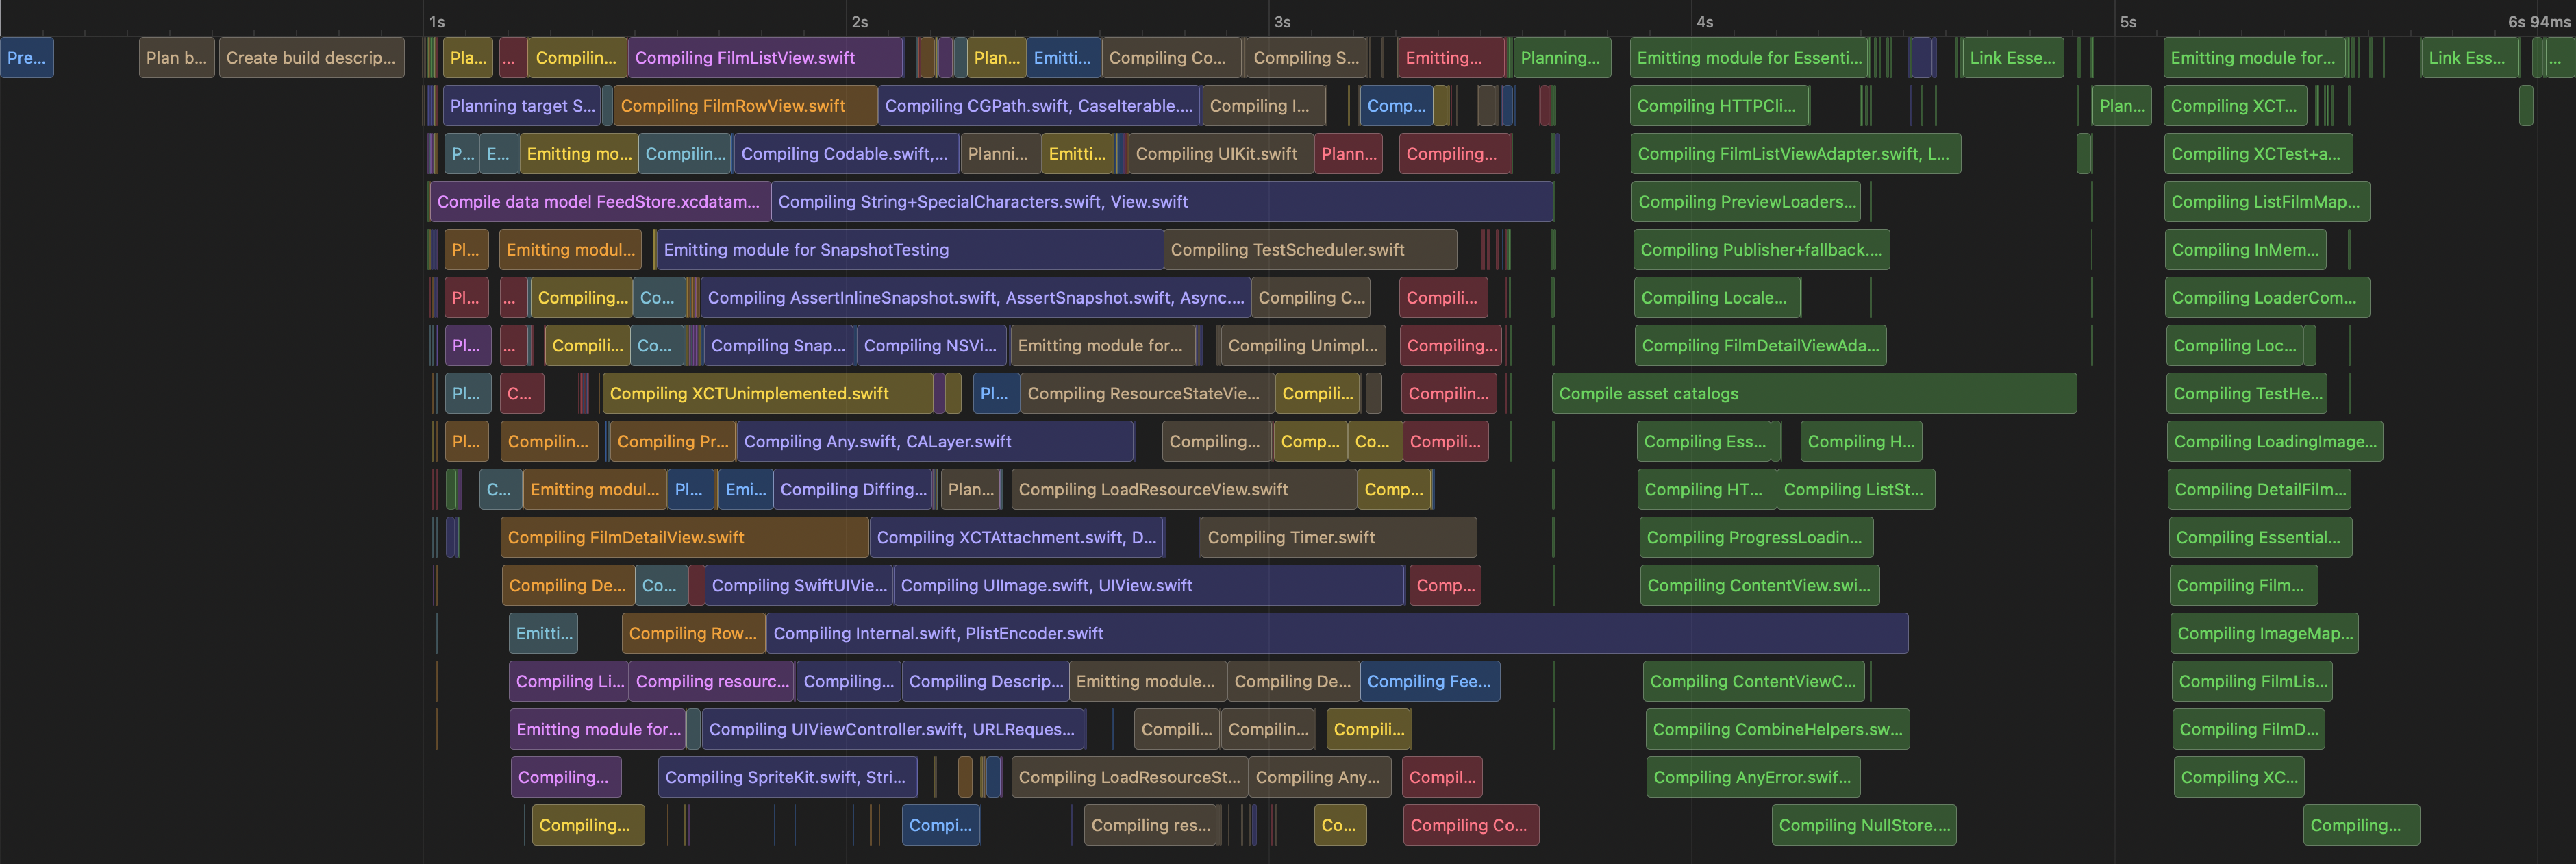 1s 2s 3s 4s 5s 6s 94ms
Pre... Plan b... Create build descrip... Pla... ... Compilin... Compiling FilmListView.swift Plan... Emitti... Compiling Co... Compiling S... Emitting... Planning... Emitting module for Essenti... Link Esse... Emitting module for... Link Ess... ...
Planning target S... Compiling FilmRowView.swift Compiling CGPath.swift, CaseIterable.... Compiling I... Comp... Compiling HTTPCli... Plan... Compiling XCT...
P... E... Emitting mo... Compilin... Compiling Codable.swift,... Planni... Emitti... Compiling UIKit.swift Plann... Compiling... Compiling FilmListViewAdapter.swift, L... Compiling XCTest+a...
Compile data model FeedStore.xcdatam... Compiling String+SpecialCharacters.swift, View.swift Compiling PreviewLoaders... Compiling ListFilmMap...
Pl... Emitting modul... Emitting module for SnapshotTesting Compiling TestScheduler.swift Compiling Publisher+fallback.... Compiling InMem...
Pl... ... Compiling... Co... Compiling AssertInlineSnapshot.swift, AssertSnapshot.swift, Async.... Compiling C... Compili... Compiling Locale... Compiling LoaderCom...
Pl... ... Compili... Co... Compiling Snap... Compiling NSVi... Emitting module for... Compiling Unimpl... Compiling... Compiling FilmDetailViewAda... Compiling Loc...
Pl... C... Compiling XCTUnimplemented.swift Pl... Compiling ResourceStateVie... Compili... Compilin... Compile asset catalogs Compiling TestHe...
Pl... Compilin... Compiling Pr... Compiling Any.swift, CALayer.swift Compiling... Comp... Co... Compili... Compiling Ess... Compiling H... Compiling LoadingImage...
C... Emitting modul... Pl... Emi... Compiling Diffing... Plan... Compiling LoadResourceView.swift Comp... Compiling HT... Compiling ListSt... Compiling DetailFilm...
Compiling FilmDetailView.swift Compiling XCTAttachment.swift, D... Compiling Timer.swift Compiling ProgressLoadin... Compiling Essential...
Compiling De... Co... Compiling SwiftUIVie... Compiling UIImage.swift, UIView.swift Comp... Compiling ContentView.swi... Compiling Film...
Emitti... Compiling Row... Compiling Internal.swift, PlistEncoder.swift Compiling ImageMap...
Compiling Li... Compiling resourc... Compiling... Compiling Descrip... Emitting module... Compiling De... Compiling Fee... Compiling ContentViewC... Compiling FilmLis...
Emitting module for... Compiling UIViewController.swift, URLReques... Compili... Compilin... Compili... Compiling CombineHelpers.sw... Compiling FilmD...
Compiling... Compiling SpriteKit.swift, Stri... Compiling LoadResourceSt... Compiling Any... Compil... Compiling AnyError.swif... Compiling XC...
Compiling... Compi... Compiling res... Co... Compiling Co... Compiling NullStore.... Compiling...